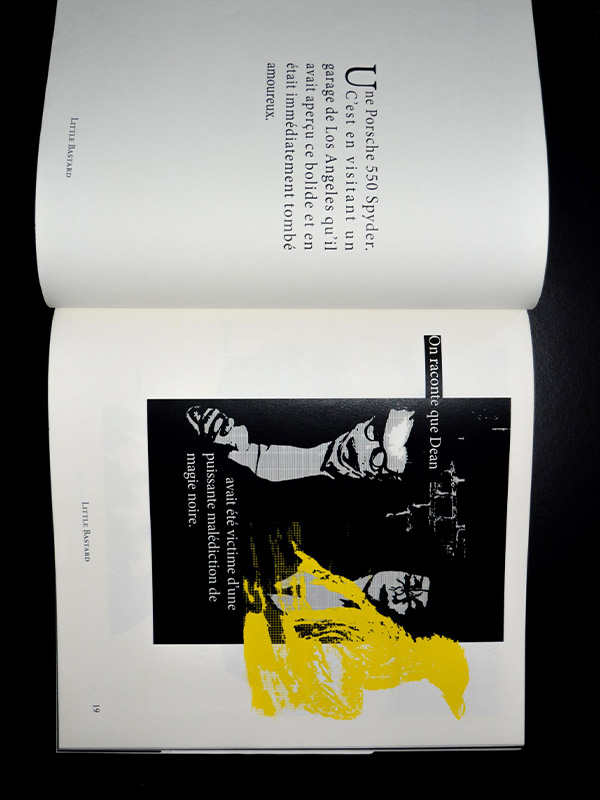 Une Porsche 550 Spyder.
C'est en visitant un
garage de Los Angeles qu'il
avait aperçu ce bolide et en
était immédiatement tombé
amoureux.
LITTLE BASTARD
On raconte que Dean
avait été victime d'une
puissante malédiction de
magie noire.
LITTLE BASTARD
19